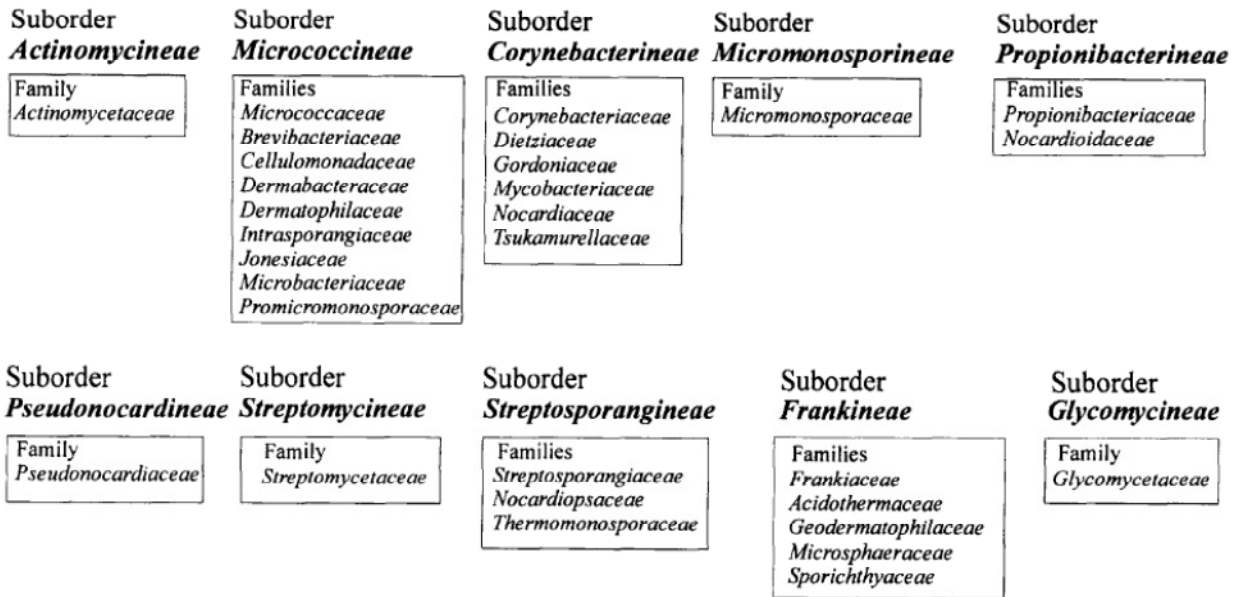 Suborder
Actinomycineae
Family
Actinomycetaceae
Suborder
Micrococcineae
Families
Micrococcaceae
Brevibacteriaceae
Cellulomonadaceae
Dermabacteraceae
Dermatophilaceae
Intrasporangiaceae
Jonesiaceae
Microbacteriaceae
Promicromonosporaceae
Suborder
Corynebacterineae
Families
Corynebacteriaceae
Dietziaceae
Gordoniaceae
Mycobacteriaceae
Nocardiaceae
Tsukamurellaceae
Suborder
Micromonosporineae
Family
Micromonosporaceae
Suborder
Propionibacterineae
Families
Propionibacteriaceae
Nocardioidaceae
Suborder
Pseudonocardineae
Family
Pseudonocardiaceae
Suborder
Streptomycineae
Family
Streptomycetaceae
Suborder
Streptosporangineae
Families
Streptosporangiaceae
Nocardiopsaceae
Thermomonosporaceae
Suborder
Frankineae
Families
Frankiaceae
Acidothermaceae
Geodermatophilaceae
Microsphaeraceae
Sporichthyaceae
Suborder
Glycomycineae
Family
Glycomycetaceae